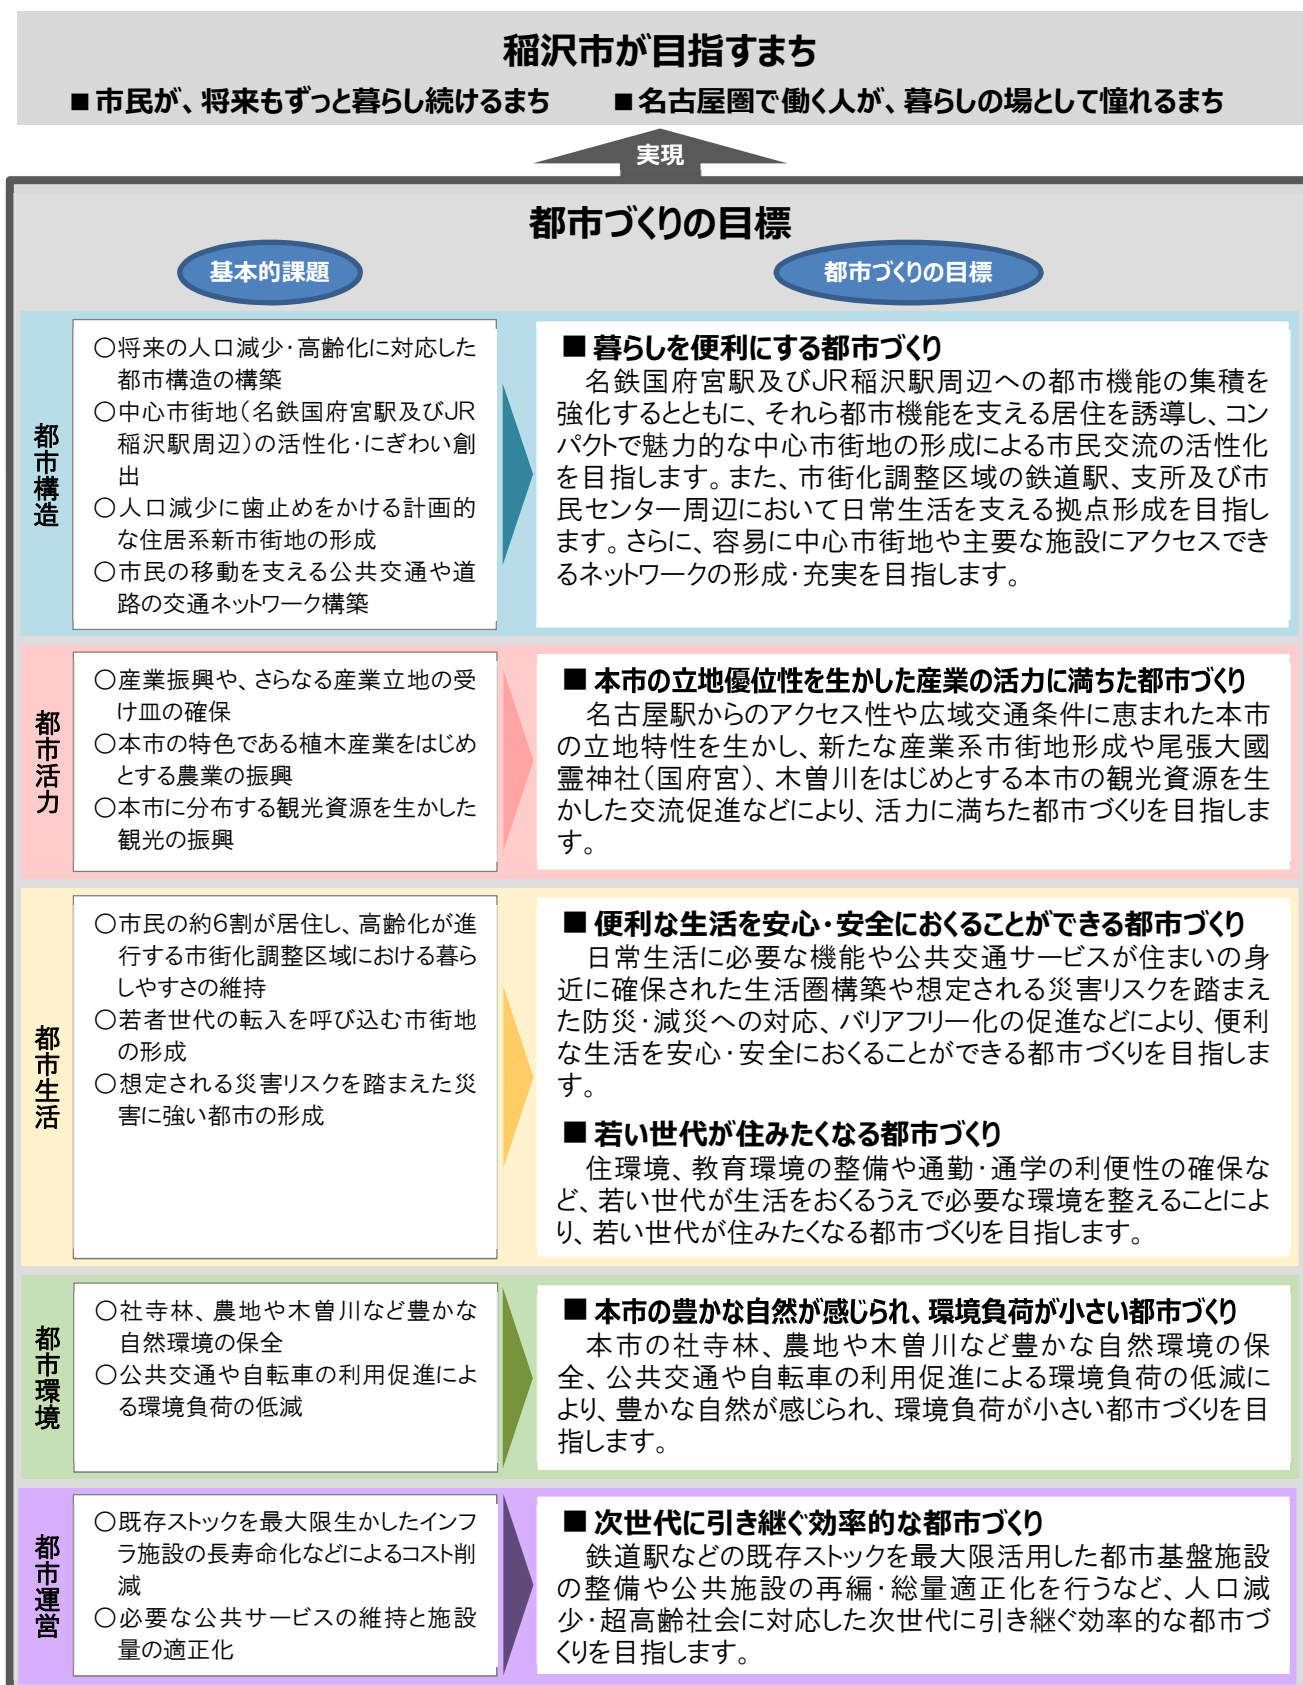 稲沢市が目指すまち
■市民が、将来もずっと暮らし続けるまち　■名古屋圏で働く人が、暮らしの場として憧れるまち
実現
都市づくりの目標
基本的課題
都市づくりの目標
都市構造
○将来の人口減少・高齢化に対応した
都市構造の構築
○中心市街地（名鉄国府宮駅及びJR
稲沢駅周辺）の活性化・にぎわい創
出
○人口減少に歯止めをかける計画的
な住居系新市街地の形成
○市民の移動を支える公共交通や道
路の交通ネットワーク構築
■暮らしを便利にする都市づくり
名鉄国府宮駅及びJR稲沢駅周辺への都市機能の集積を
強化するとともに、それら都市機能を支える居住を誘導し、コン
パクトで魅力的な中心市街地の形成による市民交流の活性化
を目指します。また、市街化調整区域の鉄道駅、支所及び市
民センター周辺において日常生活を支える拠点形成を目指し
ます。さらに、容易に中心市街地や主要な施設にアクセスでき
るネットワークの形成・充実を目指します。
都市活力
○産業振興や、さらなる産業立地の受
け皿の確保
○本市の特色である植木産業をはじめ
とする農業の振興
○本市に分布する観光資源を生かした
観光の振興
■本市の立地優位性を生かした産業の活力に満ちた都市づくり
名古屋駅からのアクセス性や広域交通条件に恵まれた本市
の立地特性を生かし、新たな産業系市街地形成や尾張大國
霊神社（国府宮）、木曽川をはじめとする本市の観光資源を生
かした交流促進などにより、活力に満ちた都市づくりを目指しま
す。
都市生活
○市民の約６割が居住し、高齢化が進
行する市街化調整区域における暮ら
しやすさの維持
○若者世代の転入を呼び込む市街地
の形成
○想定される災害リスクを踏まえた災
害に強い都市の形成
■便利な生活を安心・安全におくることができる都市づくり
日常生活に必要な機能や公共交通サービスが住まいの身
近に確保された生活圏構築や想定される災害リスクを踏まえ
た防災・減災への対応、バリアフリー化の促進などにより、便利
な生活を安心・安全におくることができる都市づくりを目指しま
す。
■若い世代が住みたくなる都市づくり
住環境、教育環境の整備や通勤・通学の利便性の確保な
ど、若い世代が生活をおくるうえで必要な環境を整えることによ
り、若い世代が住みたくなる都市づくりを目指します。
都市環境
○社寺林、農地や木曽川など豊かな
自然環境の保全
○公共交通や自転車の利用促進によ
る環境負荷の低減
■本市の豊かな自然が感じられ、環境負荷が小さい都市づくり
本市の社寺林、農地や木曽川など豊かな自然環境の保
全、公共交通や自転車の利用促進による環境負荷の低減に
より、豊かな自然が感じられ、環境負荷が小さい都市づくりを目
指します。
都市運営
○既存ストックを最大限生かしたインフ
ラ施設の長寿命化などによるコスト削
減
○必要な公共サービスの維持と施設
量の適正化
■次世代に引き継ぐ効率的な都市づくり
鉄道駅などの既存ストックを最大限活用した都市基盤施設
の整備や公共施設の再編・総量適正化を行うなど、人口減
少・超高齢社会に対応した次世代に引き継ぐ効率的な都市づ
くりを目指します。